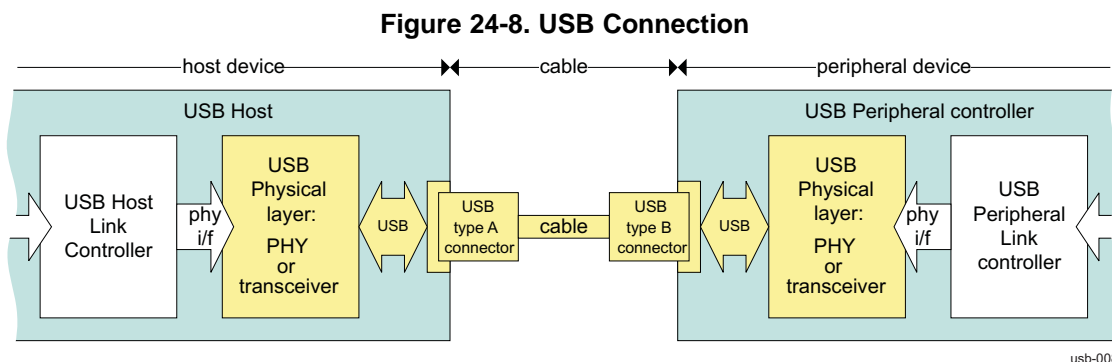 Figure 24-8. USB Connection
host device
cable
peripheral device
USB Host
USB Peripheral controller
USB Host
Link
Controller
phy
i/f
USB
Physical
layer:
PHY
or
transceiver
USB
USB
type A
connector
cable
USB
type B
connector
USB
USB
Physical
layer:
PHY
or
transceiver
phy
i/f
USB
Peripheral
Link
controller